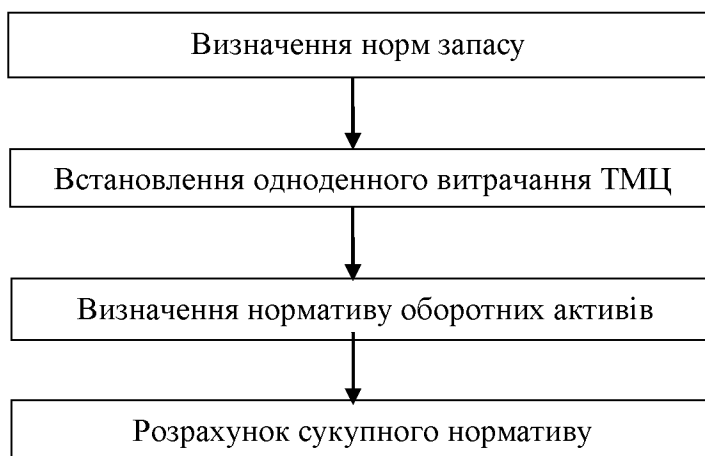 Визначення норм запасу
Встановлення одноденного витрачання ТМЦ
Визначення нормативу оборотних активів
Розрахунок сукупного нормативу